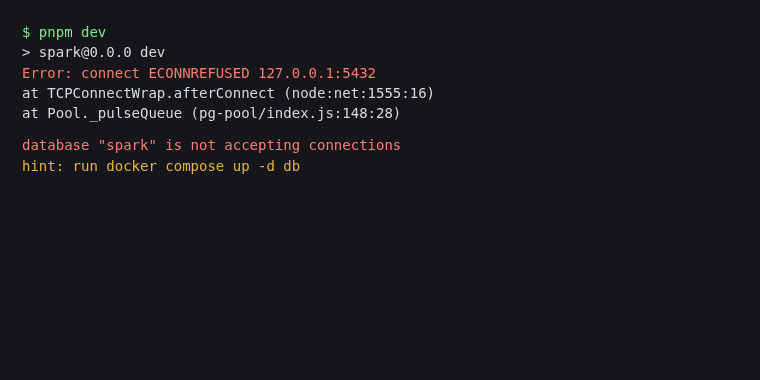 $ pnpm dev
> spark@0.0.0 dev
Error: connect ECONNREFUSED 127.0.0.1:5432
at TCPConnectWrap.afterConnect (node:net:1555:16)
at Pool._pulseQueue (pg-pool/index.js:148:28)
database "spark" is not accepting connections
hint: run docker compose up -d db